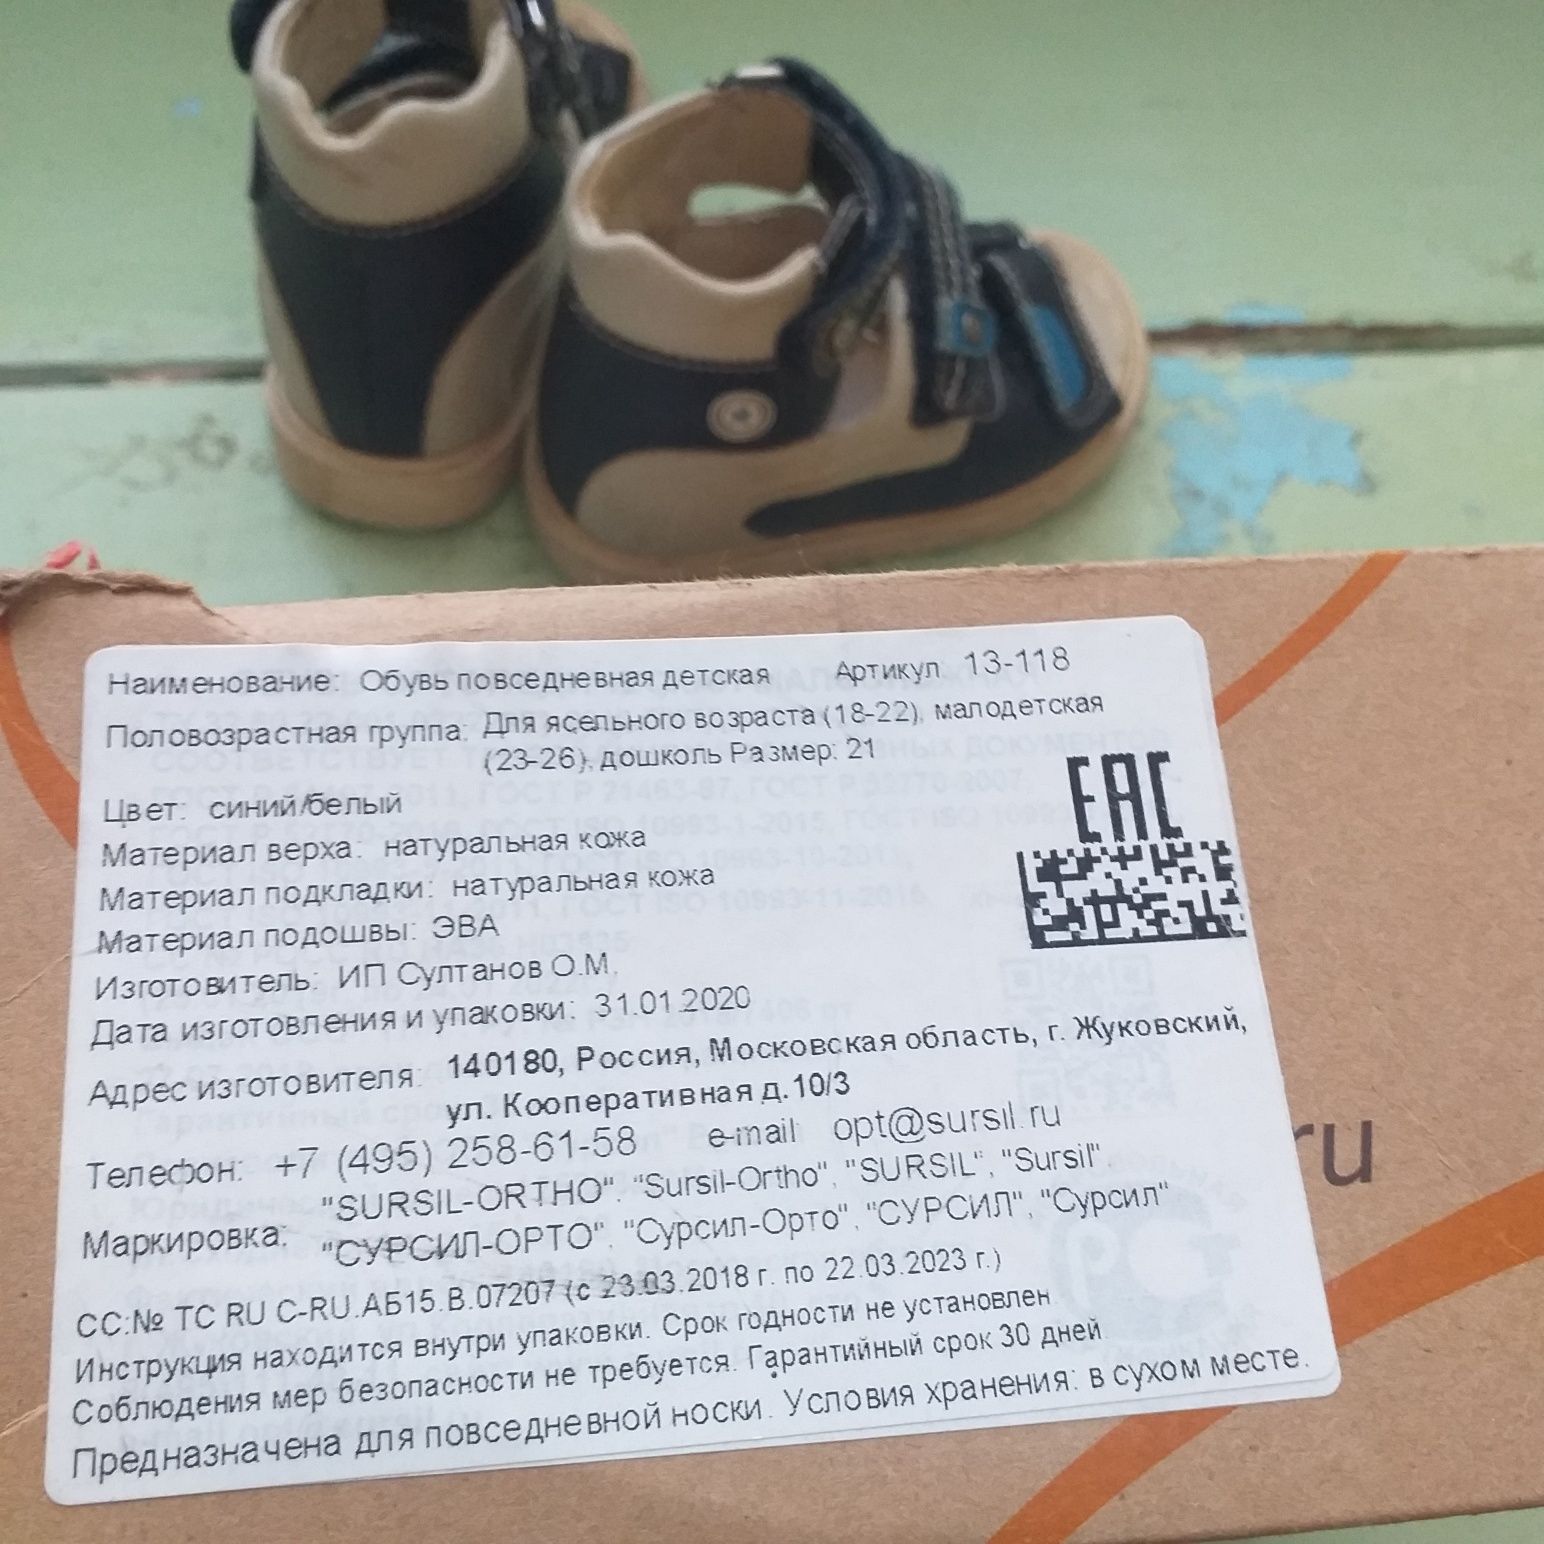 Наименование: Обувь повседневная детская Артикул 13-118
Половозрастная группа: Для ясельного возраста (18-22), малодетская
(23-26), дошколь Размер: 21
Цвет: синий/белый
EAC
Материал верха: натуральная кожа
Материал подкладки: натуральная кожа
Материал подошвы: ЭВА
Изготовитель: ИП Султанов О.М.
Дата изготовления и упаковки: 31.01.2020
Адрес изготовителя: 140180, Россия, Московская область, г. Жуковский,
ул. Кооперативная д.10/3
Телефон: +7 (495) 258-61-58 e-mail opt@sursil.ru
Маркировка: "SURSIL-ORTHO", "Sursil-Ortho", "SURSIL", "Sursil"
"СУРСИЛ-ОРТО", "Сурсил-Орто", "СУРСИЛ", "Сурсил"
СС:№ ТС RU С-RU.АБ15.В.07207 (с 23.03.2018 г. по 22.03.2023 г.)
Инструкция находится внутри упаковки. Срок годности не установлен
Соблюдения мер безопасности не требуется. Гарантийный срок 30 дней.
Предназначена для повседневной носки. Условия хранения: в сухом месте.
ru